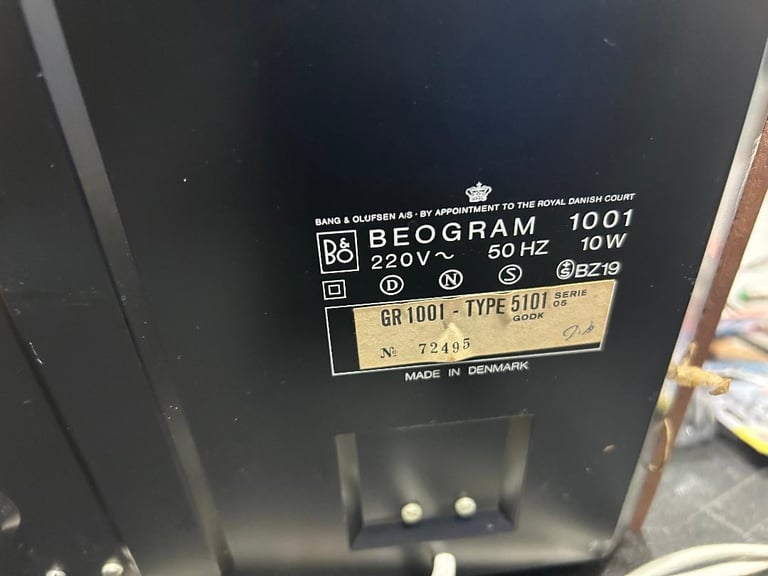 BANG & OLUFSEN A/S · BY APPOINTMENT TO THE ROYAL DANISH COURT
B&O BEOGRAM 1001
220V ~ 50 HZ 10W
D N S S BZ19
GR 1001 - TYPE 5101 SERIE 05
GODK
№ 72495
MADE IN DENMARK